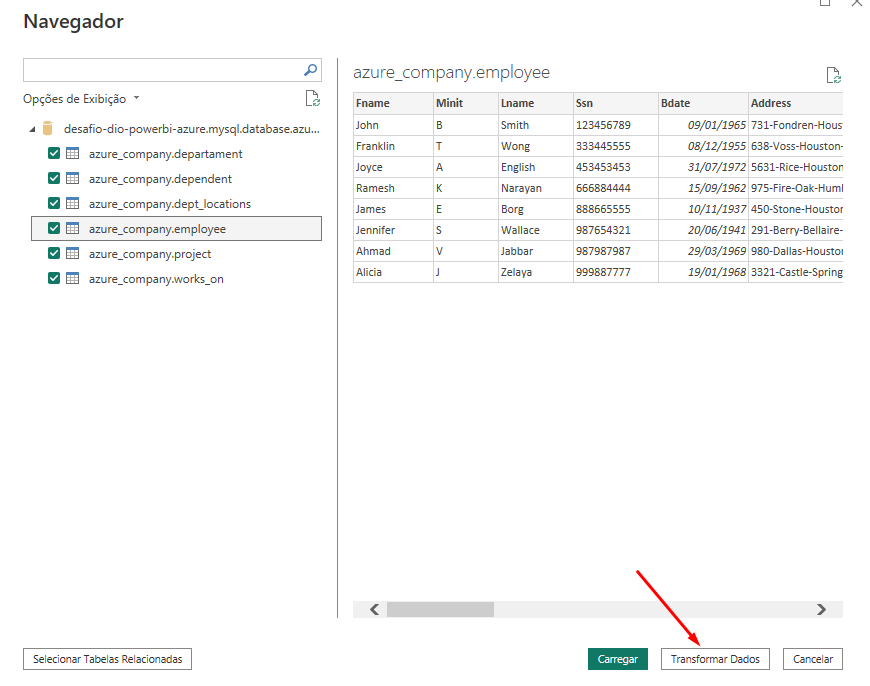 Navegador
Opções de Exibição
desafio-dio-powerbi-azure.mysql.database.azu...
azure_company.departament
azure_company.dependent
azure_company.dept_locations
azure_company.employee
azure_company.project
azure_company.works_on
azure_company.employee
Fname Minit Lname Ssn Bdate Address
John B Smith 123456789 09/01/1965 731-Fondren-Hous
Franklin T Wong 333445555 08/12/1955 638-Voss-Houston-
Joyce A English 453453453 31/07/1972 5631-Rice-Houston
Ramesh K Narayan 666884444 15/09/1962 975-Fire-Oak-Huml
James E Borg 888665555 10/11/1937 450-Stone-Houston
Jennifer S Wallace 987654321 20/06/1941 291-Berry-Bellaire-
Ahmad V Jabbar 987987987 29/03/1969 980-Dallas-Houston
Alicia J Zelaya 999887777 19/01/1968 3321-Castle-Spring
Selecionar Tabelas Relacionadas
Carregar
Transformar Dados
Cancelar